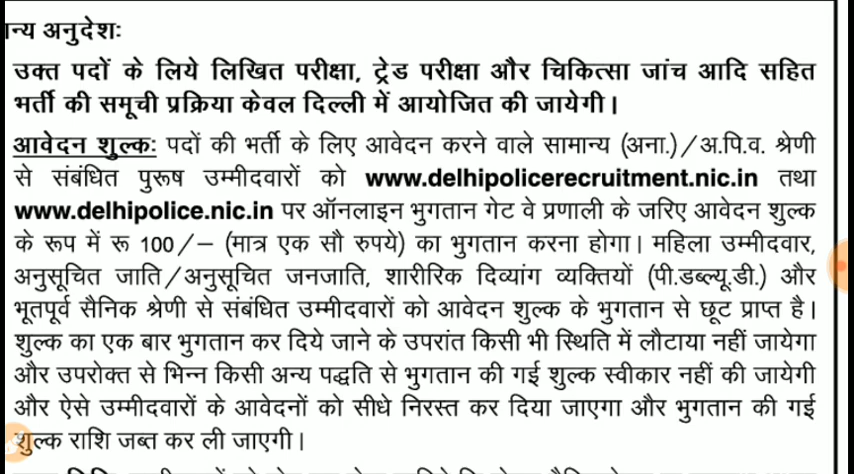 अनुदेशः
उक्त पदों के लिये लिखित परीक्षा, ट्रेड परीक्षा और चिकित्सा जांच आदि सहित
भर्ती की समूची प्रक्रिया केवल दिल्ली में आयोजित की जायेगी।
आवेदन शुल्कः पदों की भर्ती के लिए आवेदन करने वाले सामान्य (अना.)/अ.पि.व. श्रेणी
से संबंधित पुरूष उम्मीदवारों को www.delhipolicerecruitment.nic.in तथा
www.delhipolice.nic.in पर ऑनलाइन भुगतान गेट वे प्रणाली के जरिए आवेदन शुल्क
के रूप में रू 100/– (मात्र एक सौ रुपये) का भुगतान करना होगा। महिला उम्मीदवार,
अनुसूचित जाति/अनुसूचित जनजाति, शारीरिक दिव्यांग व्यक्तियों (पी.डब्ल्यू.डी.) और
भूतपूर्व सैनिक श्रेणी से संबंधित उम्मीदवारों को आवेदन शुल्क के भुगतान से छूट प्राप्त है।
शुल्क का एक बार भुगतान कर दिये जाने के उपरांत किसी भी स्थिति में लौटाया नहीं जायेगा
और उपरोक्त से भिन्न किसी अन्य पद्धति से भुगतान की गई शुल्क स्वीकार नहीं की जायेगी
और ऐसे उम्मीदवारों के आवेदनों को सीधे निरस्त कर दिया जाएगा और भुगतान की गई
शुल्क राशि जब्त कर ली जाएगी।